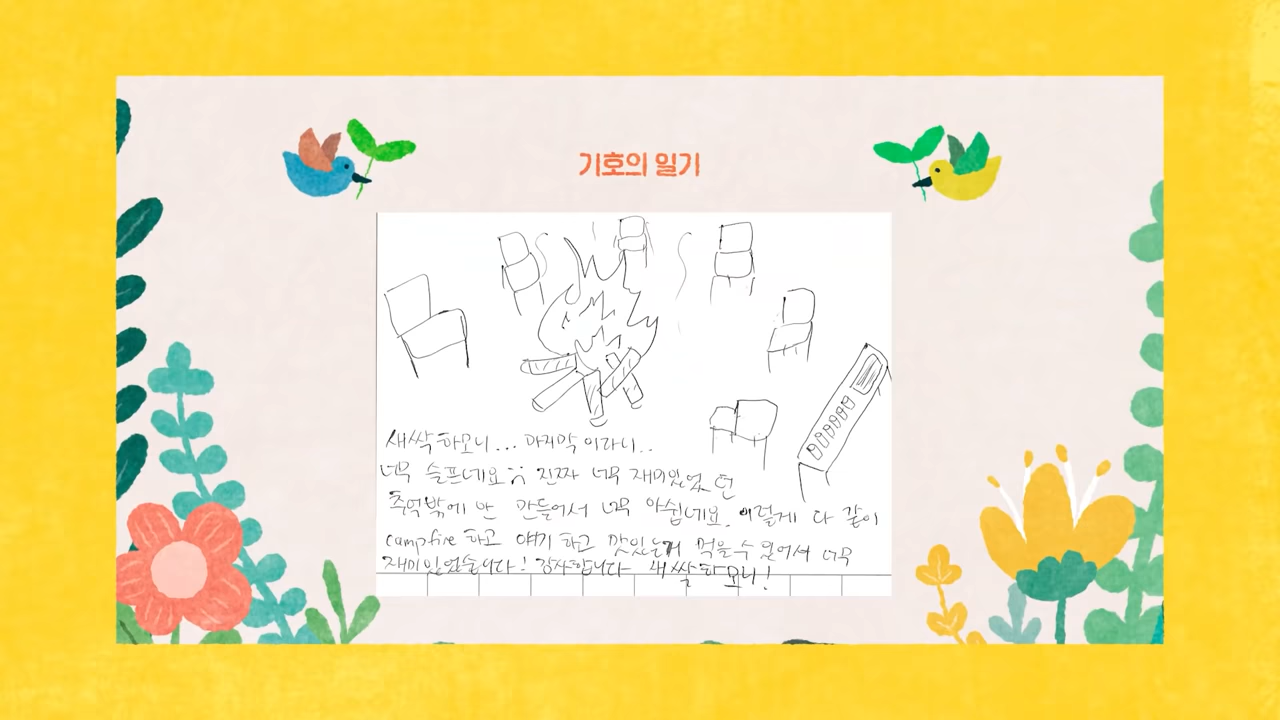 기호의 일기
새싹하모니... 마지막 이라니..
너무 슬프네요 진짜 너무 재미있었던
추억밖에 안 만들어서 너무 아쉽네요. 이렇게 다 같이
campfire 하고 얘기 하고 맛있는거 먹을수 있어서 너무
재미있었습니다! 감사합니다 새싹하모니!